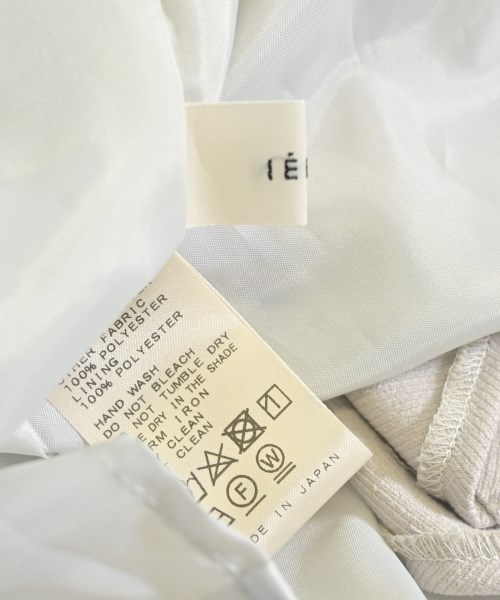 IÉ
FABRIC
100% POLYESTER
LINING
100% POLYESTER
HAND WASH
DO NOT BLEACH
DO NOT TUMBLE DRY
DRY IN THE SHADE
IRON
CLEAN
CLEAN
F W
IN JAPAN